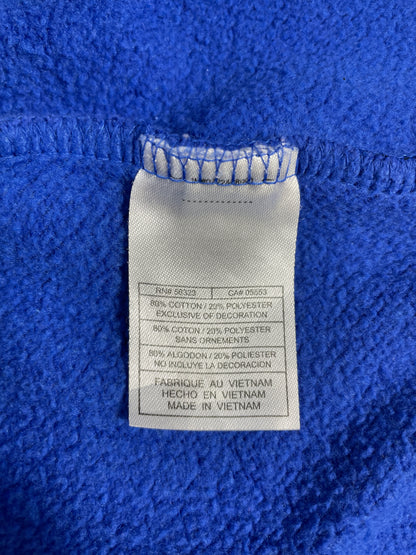 RN# 56323 CA# 05553
80% COTTON / 20% POLYESTER
EXCLUSIVE OF DECORATION
80% COTON / 20% POLYESTER
SANS ORNEMENTS
80% ALGODON / 20% POLIESTER
NO INCLUYE LA DECORACION
FABRIQUE AU VIETNAM
HECHO EN VIETNAM
MADE IN VIETNAM